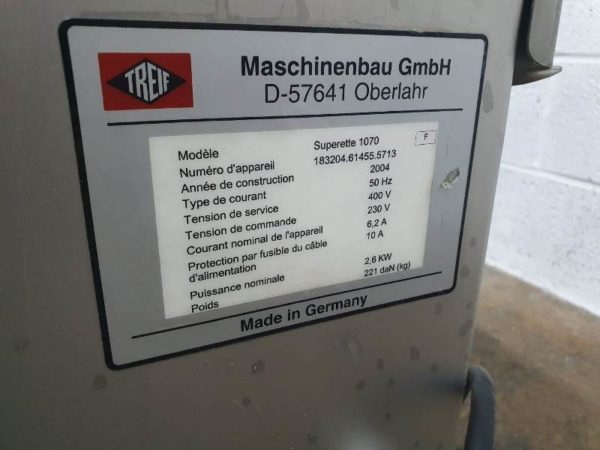 TREIF
Maschinenbau GmbH
D-57641 Oberlahr
Modèle Superette 1070 F
Numéro d'appareil 183204.61455.5713
Année de construction 2004
Type de courant 50 Hz
Tension de service 400 V
Tension de commande 230 V
Courant nominal de l'appareil 6,2 A
Protection par fusible du câble 10 A
d'alimentation
Puissance nominale 2,6 KW
Poids 221 daN (kg)
Made in Germany